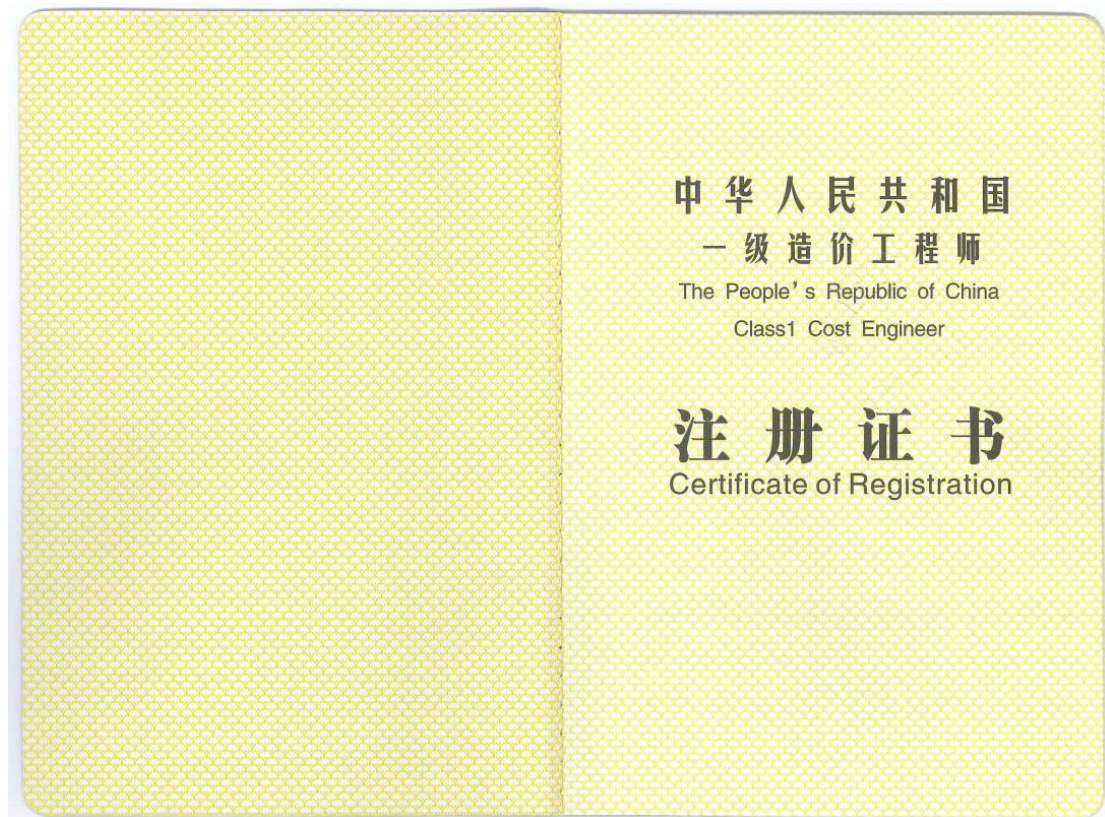 中华人民共和国
一级造价工程师
The People's Republic of China
Class1 Cost Engineer
注册证书
Certificate of Registration